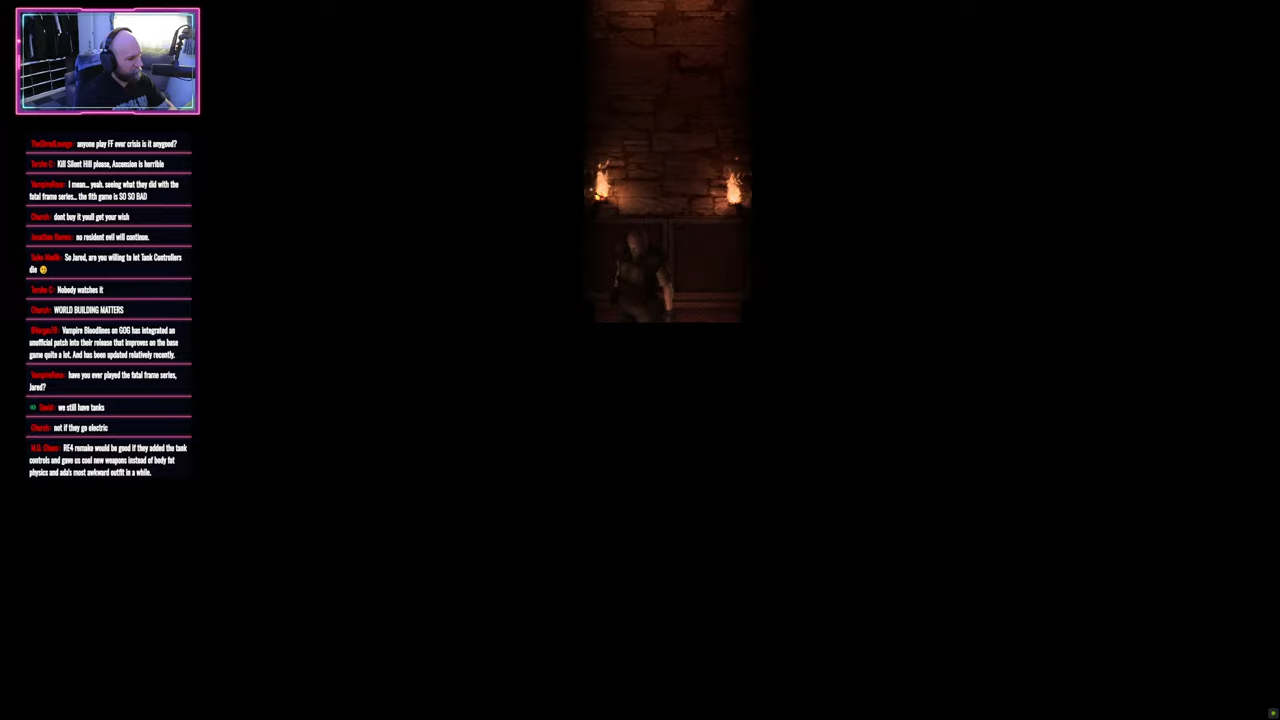 anyone play FF ever crisis is it anygood?
Kill Silent Hill please, Ascension is horrible
I mean... yeah. seeing what they did with the
fatal frame series... the fith game is SO SO BAD
Church: dont buy it youll get your wish
no resident evil will continue.
So Jared, are you willing to let Tank Controllers
die
Nobody watches it
Church: WORLD BUILDING MATTERS
Vampire Bloodlines on GOG has integrated an
unofficial patch into their release that improves on the base
game quite a lot. And has been updated relatively recently.
have you ever played the fatal frame series,
Jared?
David: we still have tanks
Church: not if they go electric
RE4 remake would be good if they added the tank
controls and gave us cool new weapons instead of body fat
physics and ada's most awkward outfit in a while.